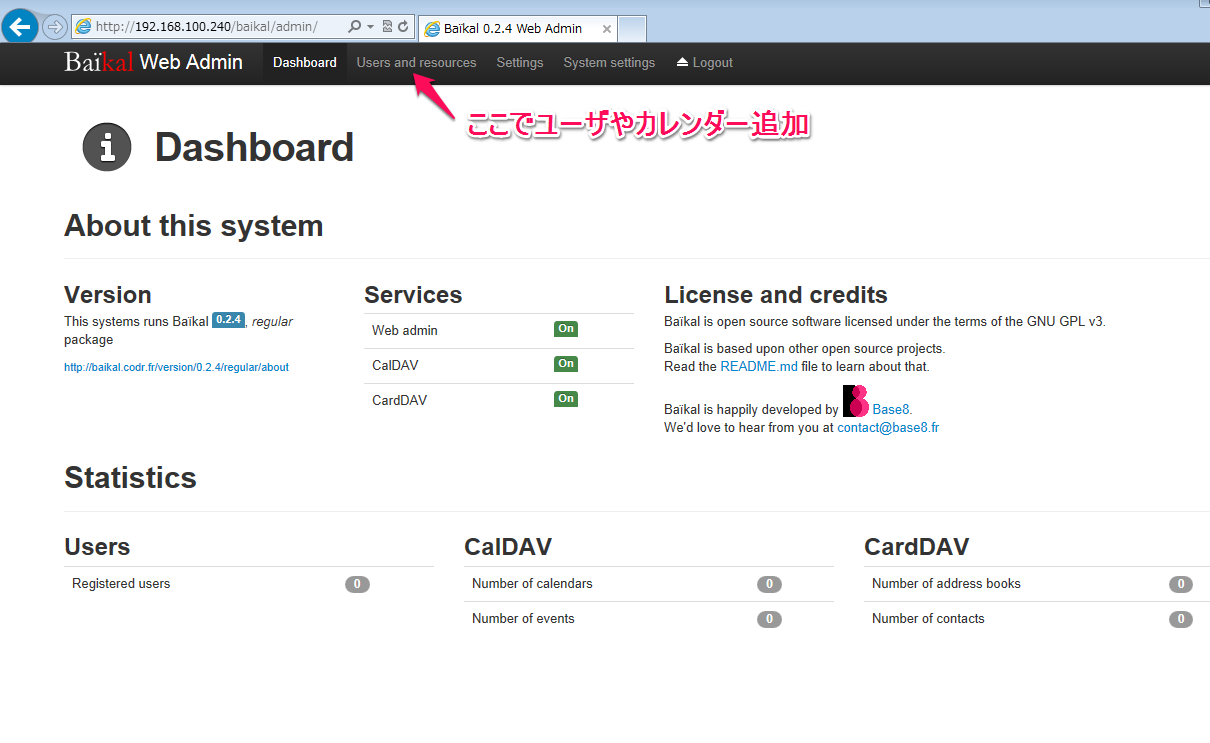 http://192.168.100.240/baikal/admin/
Baïkal 0.2.4 Web Admin
Baïkal Web Admin Dashboard Users and resources Settings System settings Logout
ここでユーザやカレンダー追加
Dashboard
About this system
Version
This systems runs Baïkal 0.2.4, regular
package
http://baikal.codr.fr/version/0.2.4/regular/about
Services
Web admin On
CalDAV On
CardDAV On
License and credits
Baïkal is open source software licensed under the terms of the GNU GPL v3.
Baïkal is based upon other open source projects.
Read the README.md file to learn about that.
Baïkal is happily developed by Base8.
We'd love to hear from you at contact@base8.fr
Statistics
Users
Registered users 0
CalDAV
Number of calendars 0
Number of events 0
CardDAV
Number of address books 0
Number of contacts 0